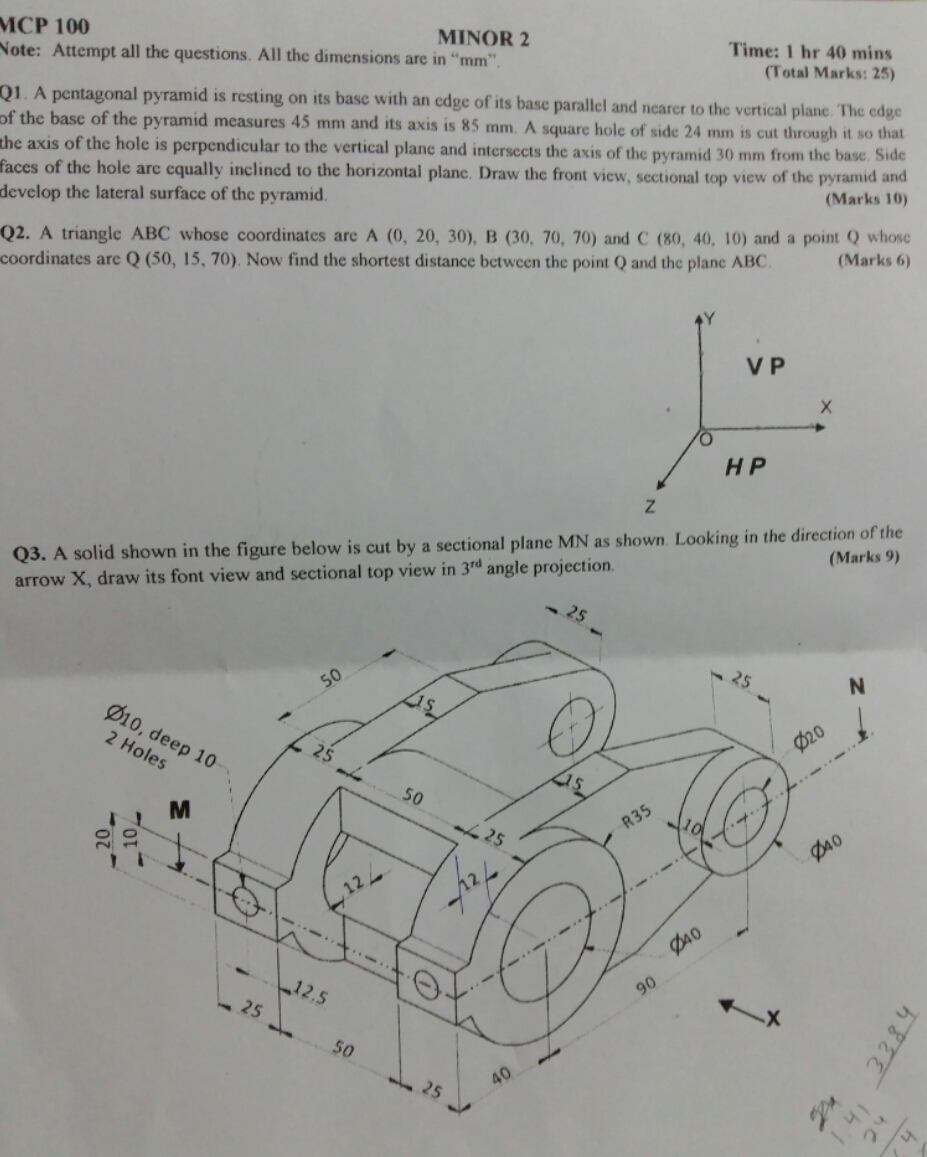 MCP 100
MINOR 2
Note: Attempt all the questions. All the dimensions are in "mm".
Time: 1 hr 40 mins
(Total Marks: 25)
Q1. A pentagonal pyramid is resting on its base with an edge of its base parallel and nearer to the vertical plane. The edge
of the base of the pyramid measures 45 mm and its axis is 85 mm. A square hole of side 24 mm is cut through it so that
the axis of the hole is perpendicular to the vertical plane and intersects the axis of the pyramid 30 mm from the base. Side
faces of the hole are equally inclined to the horizontal plane. Draw the front view, sectional top view of the pyramid and
develop the lateral surface of the pyramid.
(Marks 10)
Q2. A triangle ABC whose coordinates are A (0, 20, 30), B (30, 70, 70) and C (80, 40, 10) and a point Q whose
coordinates are Q (50, 15, 70). Now find the shortest distance between the point Q and the plane ABC.
(Marks 6)
Y
V P
X
O
H P
Z
Q3. A solid shown in the figure below is cut by a sectional plane MN as shown. Looking in the direction of the
arrow X, draw its font view and sectional top view in 3rd angle projection.
(Marks 9)
25
50
25
N
15
Ø10, deep 10
2 Holes
Ø20
25
15
50
M
25
R35
10
20
10
Ø40
12
12
Ø40
12.5
90
25
X
50
40
25
3384
1.41
24